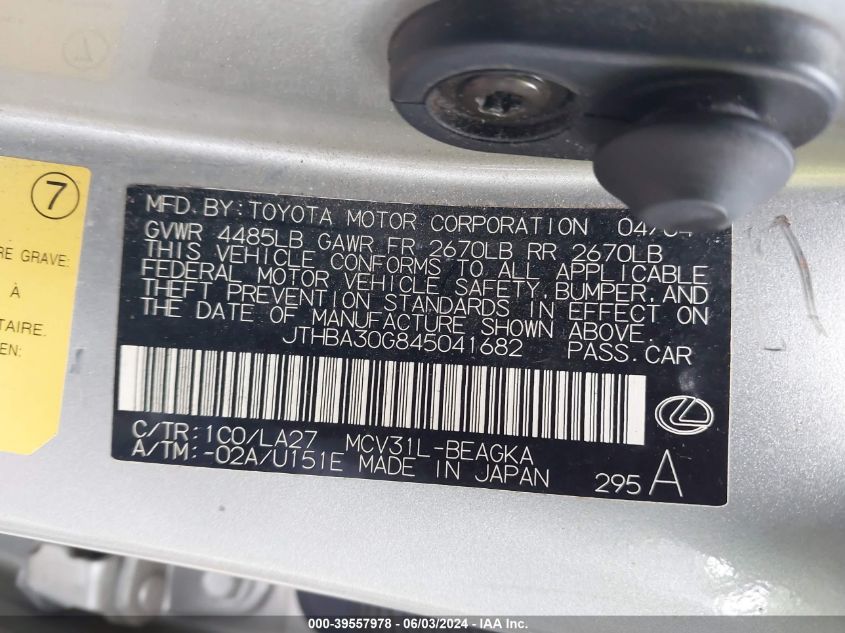 7
RE GRAVE:
À
TAIRE.
EN:
MFD. BY: TOYOTA MOTOR CORPORATION 04/04
GVWR 4485LB GAWR FR 2670LB RR 2670LB
THIS VEHICLE CONFORMS TO ALL APPLICABLE
FEDERAL MOTOR VEHICLE SAFETY, BUMPER, AND
THEFT PREVENTION STANDARDS IN EFFECT ON
THE DATE OF MANUFACTURE SHOWN ABOVE.
JTHBA30G845041682 PASS. CAR
C/TR: 1C0/LA27 MCV31L-BEAGKA
A/TM: -02A/U151E MADE IN JAPAN
295 A
000-39557978 - 06/03/2024 - IAA Inc.